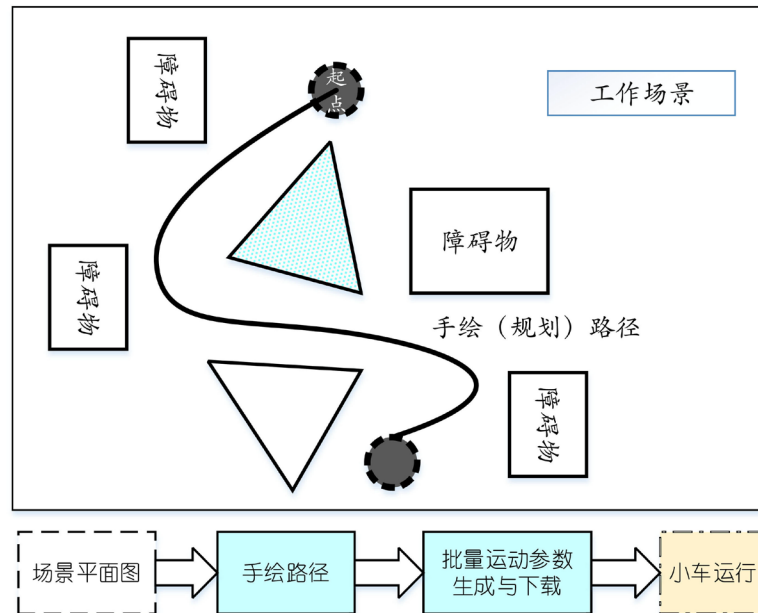 起点
工作场景
障碍物
障碍物
障碍物
手绘（规划）路径
障碍物
场景平面图
手绘路径
批量运动参数
生成与下载
小车运行